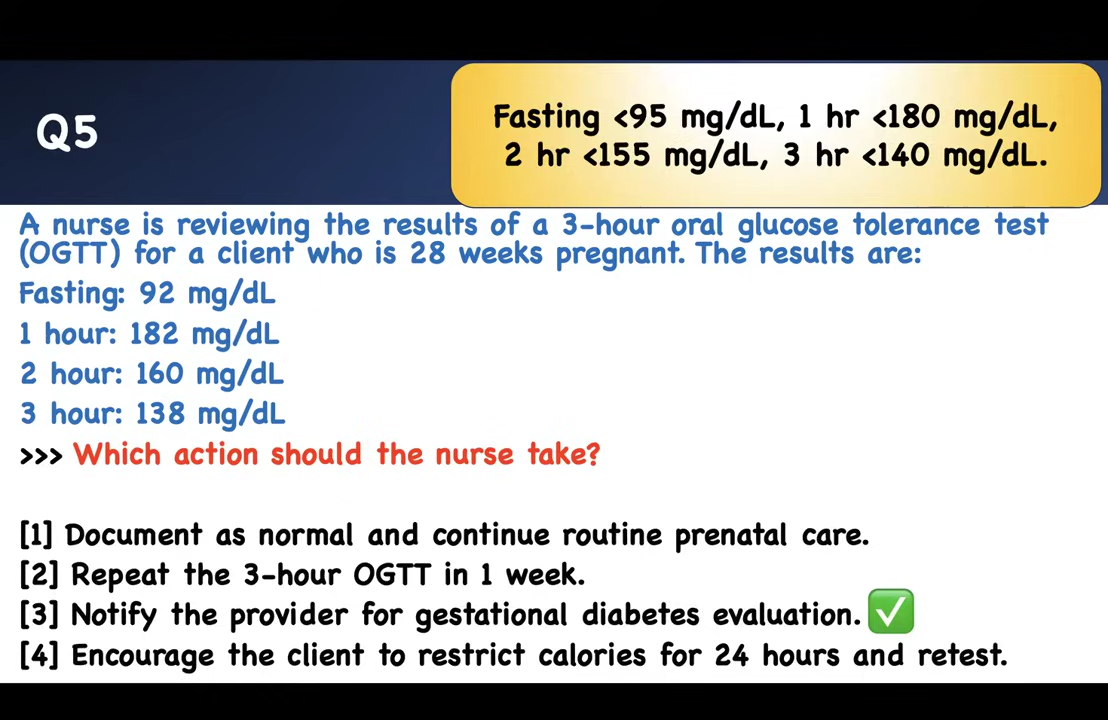 Q5
Fasting <95 mg/dL, 1 hr <180 mg/dL,
2 hr <155 mg/dL, 3 hr <140 mg/dL.
A nurse is reviewing the results of a 3-hour oral glucose tolerance test
(OGTT) for a client who is 28 weeks pregnant. The results are:
Fasting: 92 mg/dL
1 hour: 182 mg/dL
2 hour: 160 mg/dL
3 hour: 138 mg/dL
>>> Which action should the nurse take?
[1] Document as normal and continue routine prenatal care.
[2] Repeat the 3-hour OGTT in 1 week.
[3] Notify the provider for gestational diabetes evaluation. ✅
[4] Encourage the client to restrict calories for 24 hours and retest.